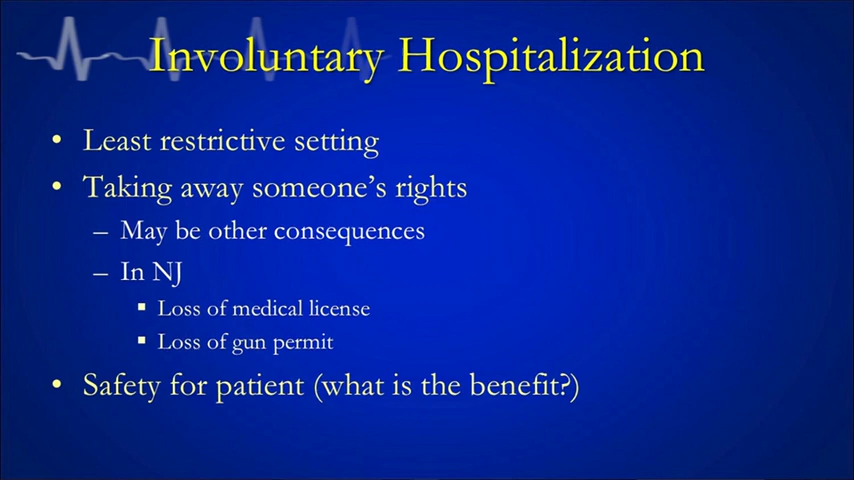 Involuntary Hospitalization
• Least restrictive setting
• Taking away someone’s rights
– May be other consequences
– In NJ
▪ Loss of medical license
▪ Loss of gun permit
• Safety for patient (what is the benefit?)